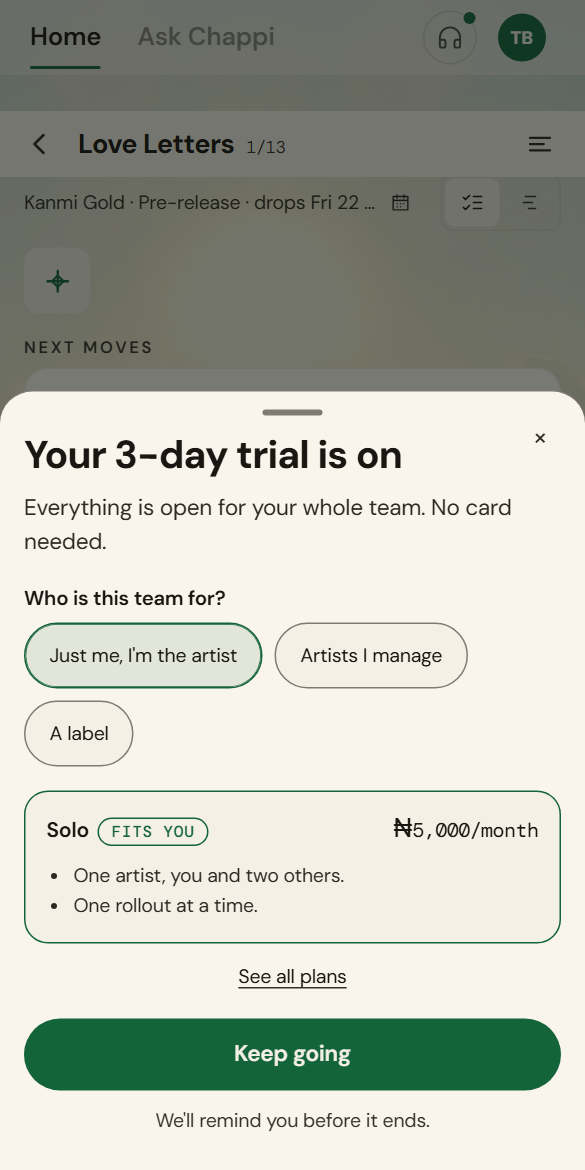 Home Ask Chappi TB
Love Letters 1/13
Kanmi Gold · Pre-release · drops Fri 22 ...
NEXT MOVES
Your 3-day trial is on ×
Everything is open for your whole team. No card
needed.
Who is this team for?
Just me, I'm the artist Artists I manage
A label
Solo FITS YOU ₦5,000/month
• One artist, you and two others.
• One rollout at a time.
See all plans
Keep going
We'll remind you before it ends.